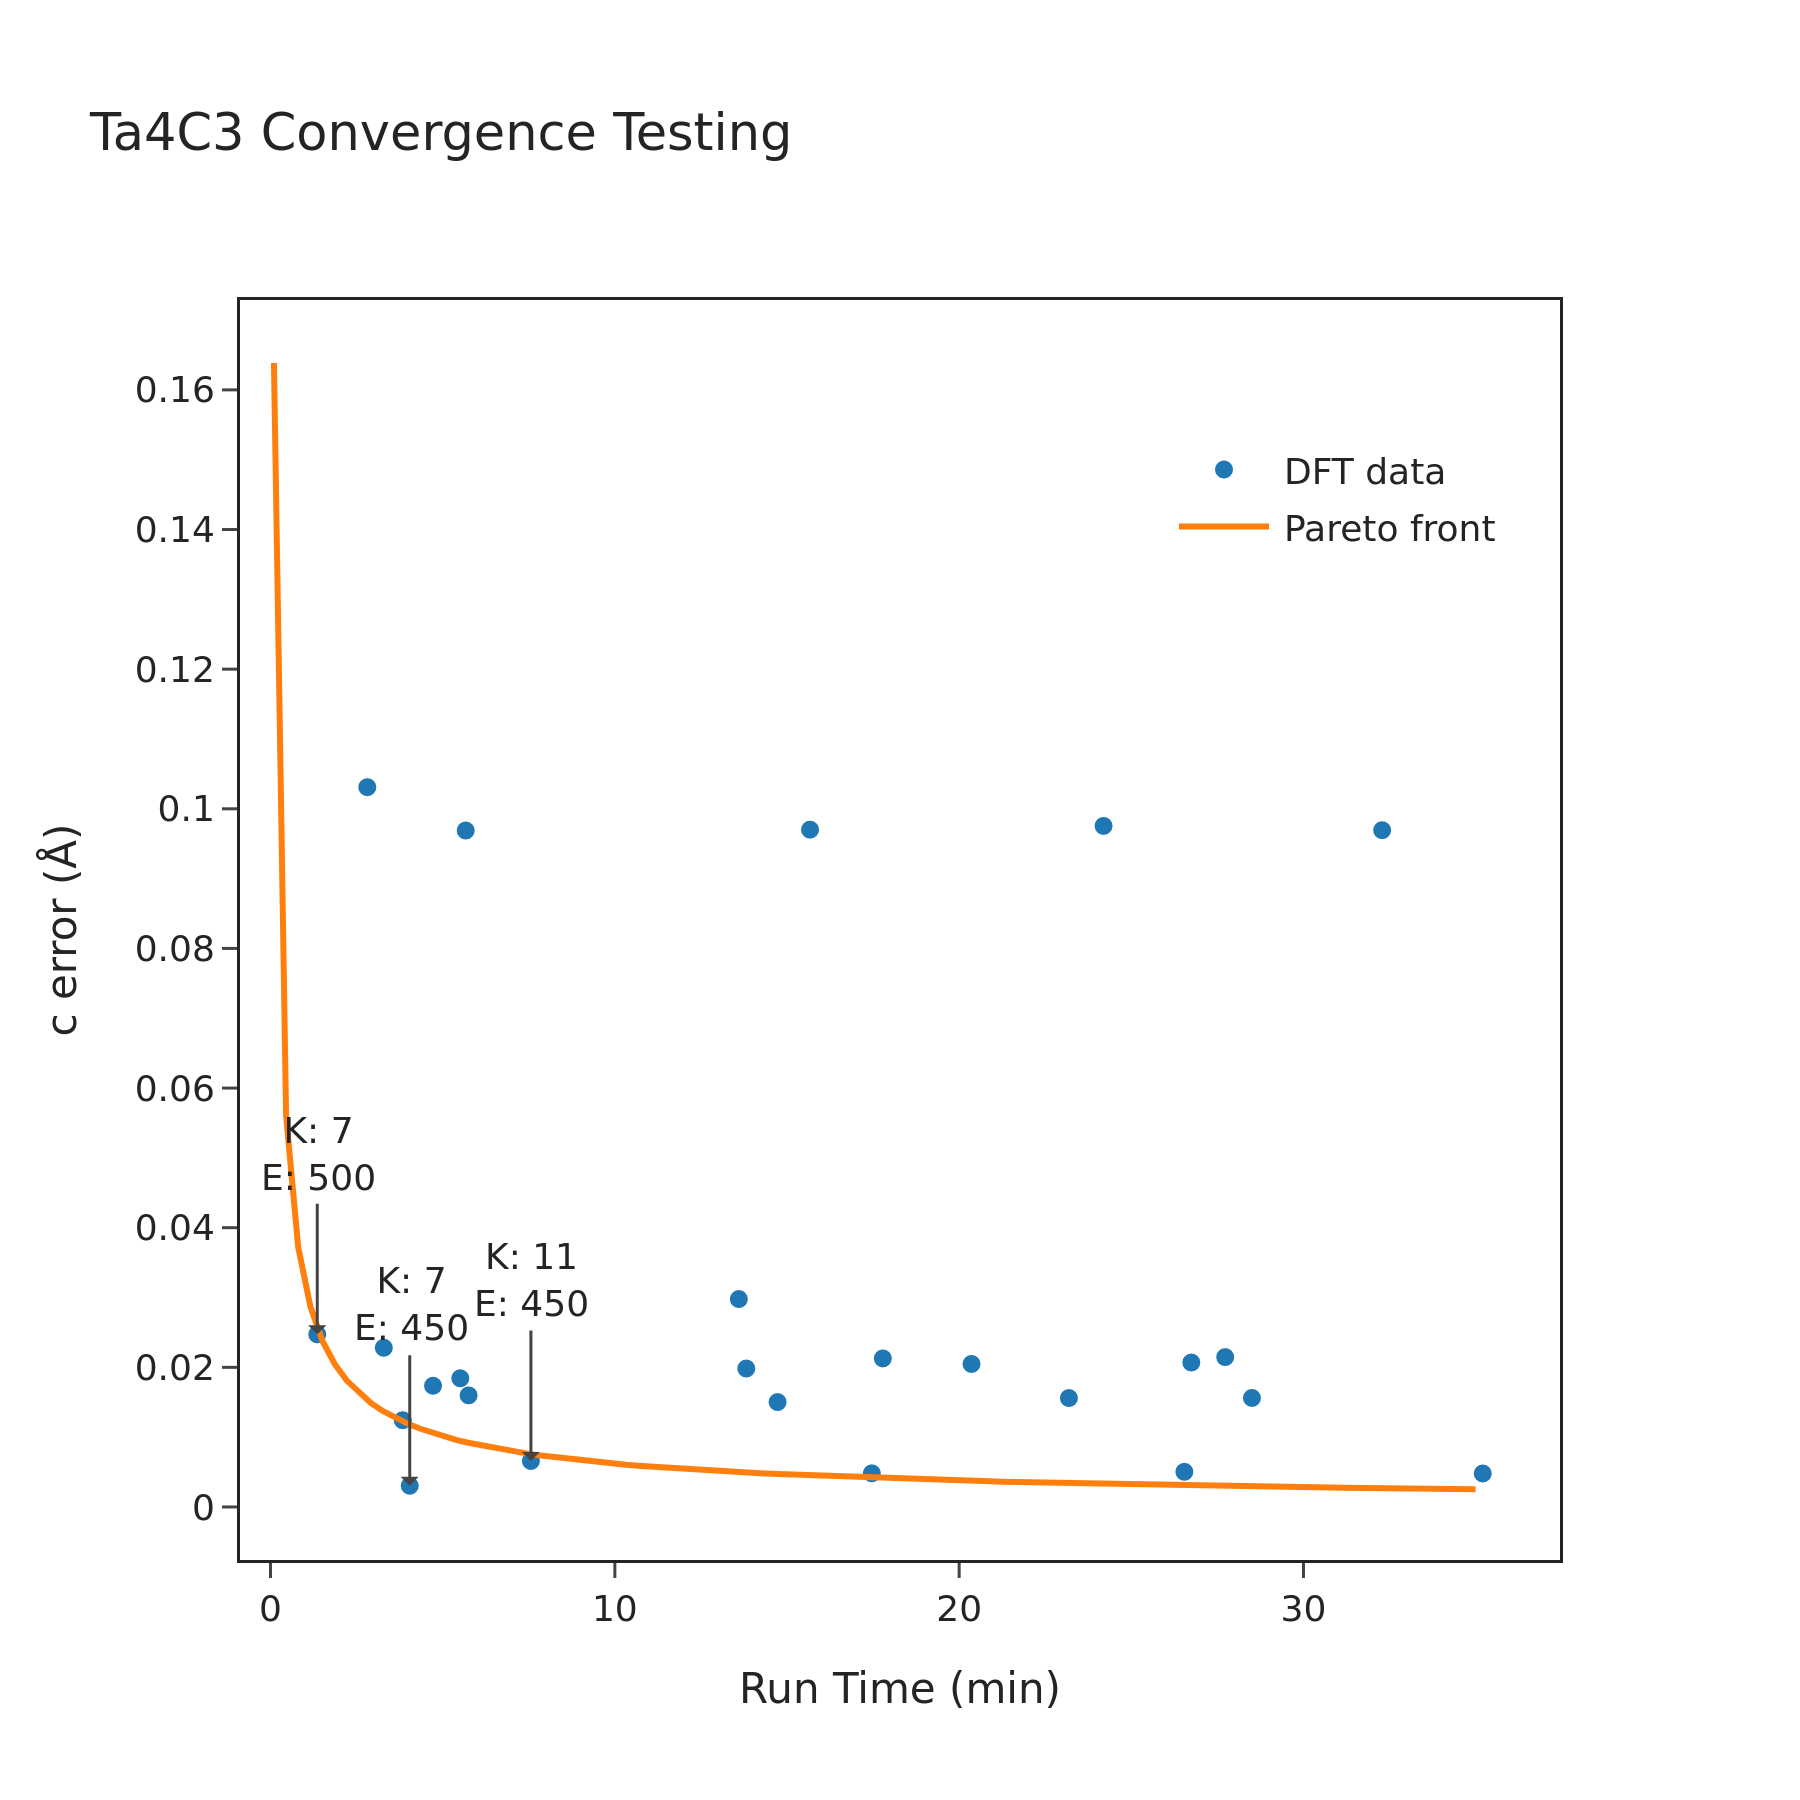 Ta4C3 Convergence Testing
0.16
0.14
0.12
0.1
0.08
0.06
0.04
0.02
0
c error (Å)
DFT data
Pareto front
K: 7
E: 500
K: 7
E: 450
K: 11
E: 450
0
10
20
30
Run Time (min)